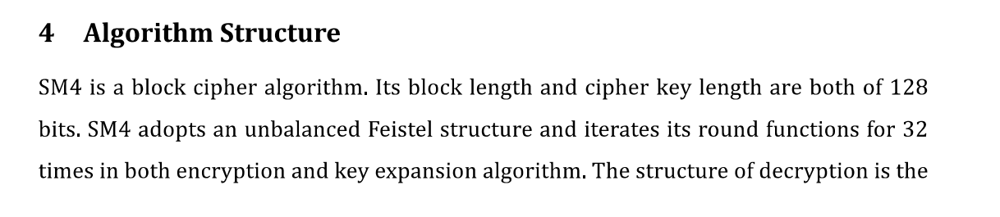 4 Algorithm Structure
SM4 is a block cipher algorithm. Its block length and cipher key length are both of 128
bits. SM4 adopts an unbalanced Feistel structure and iterates its round functions for 32
times in both encryption and key expansion algorithm. The structure of decryption is the